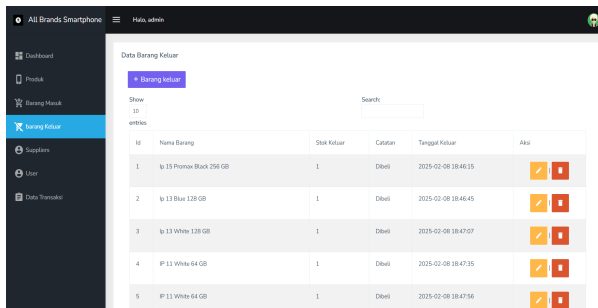 All Brands Smartphone
Halo, admin
Dashboard
Produk
Barang Masuk
barang Keluar
Suppliers
User
Data Transaksi
Data Barang Keluar
+ Barang keluar
Show
10
entries
Search:
Id Nama Barang Stok Keluar Catatan Tanggal Keluar Aksi
1 Ip 15 Promax Black 256 GB 1 Dibeli 2025-02-08 18:46:15 |
2 Ip 13 Blue 128 GB 1 Dibeli 2025-02-08 18:46:45 |
3 Ip 13 White 128 GB 1 Dibeli 2025-02-08 18:47:07 |
4 IP 11 White 64 GB 1 Dibeli 2025-02-08 18:47:35 |
5 IP 11 White 64 GB 1 Dibeli 2025-02-08 18:47:56 |